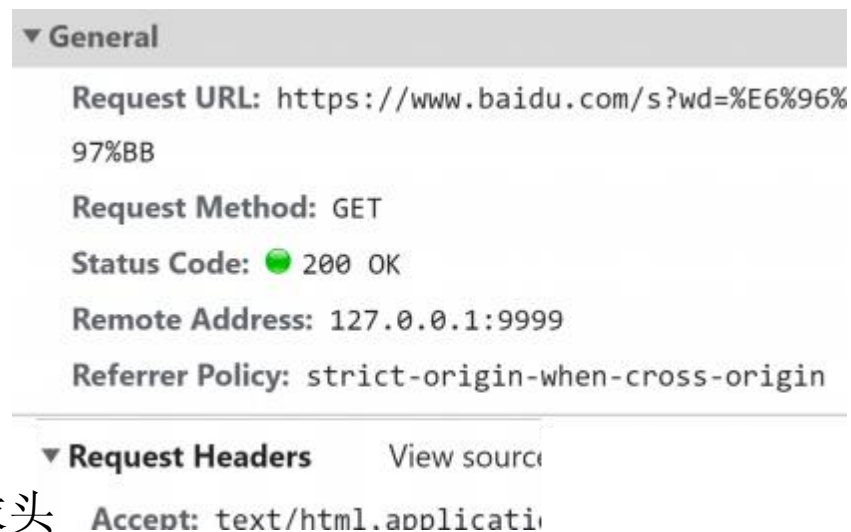 General
Request URL: https://www.baidu.com/s?wd=%E6%96%
97%BB
Request Method: GET
Status Code: 200 OK
Remote Address: 127.0.0.1:9999
Referrer Policy: strict-origin-when-cross-origin
Request Headers View source
头 Accept: text/html,applicati